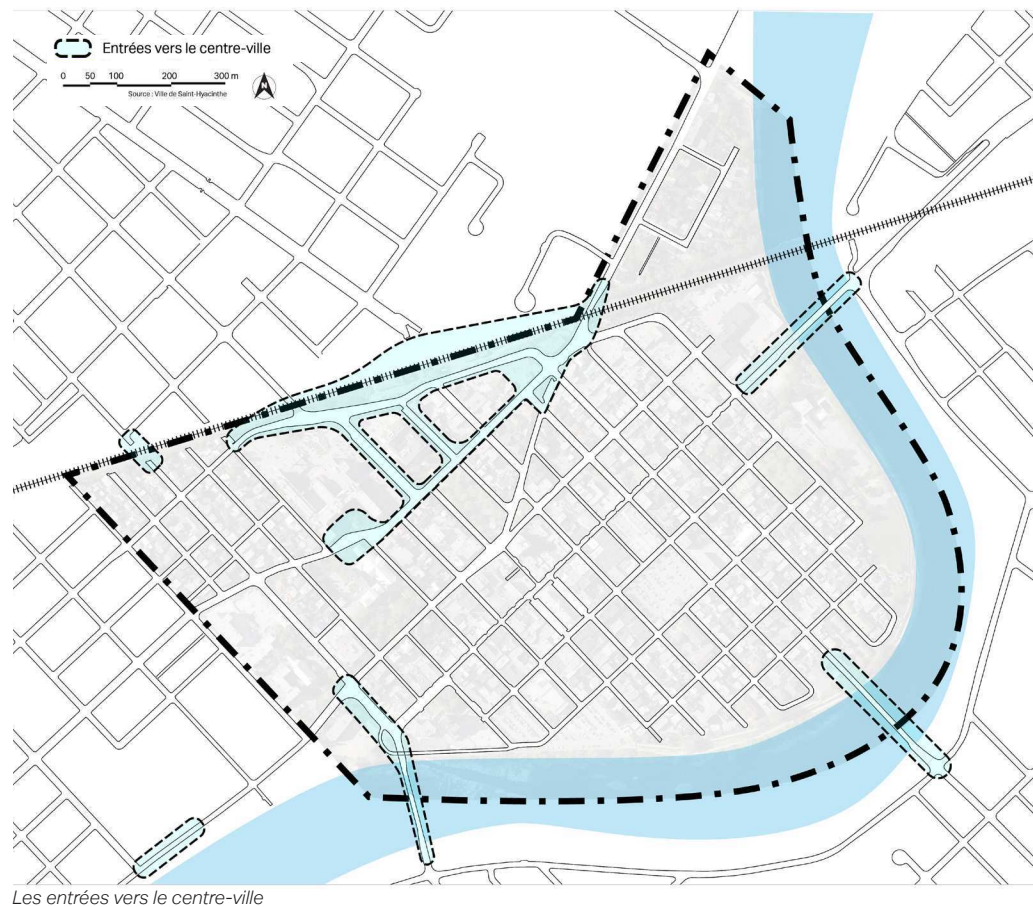 Entrées vers le centre-ville
0 50 100 200 300 m
Source : Ville de Saint-Hyacinthe
N
Les entrées vers le centre-ville